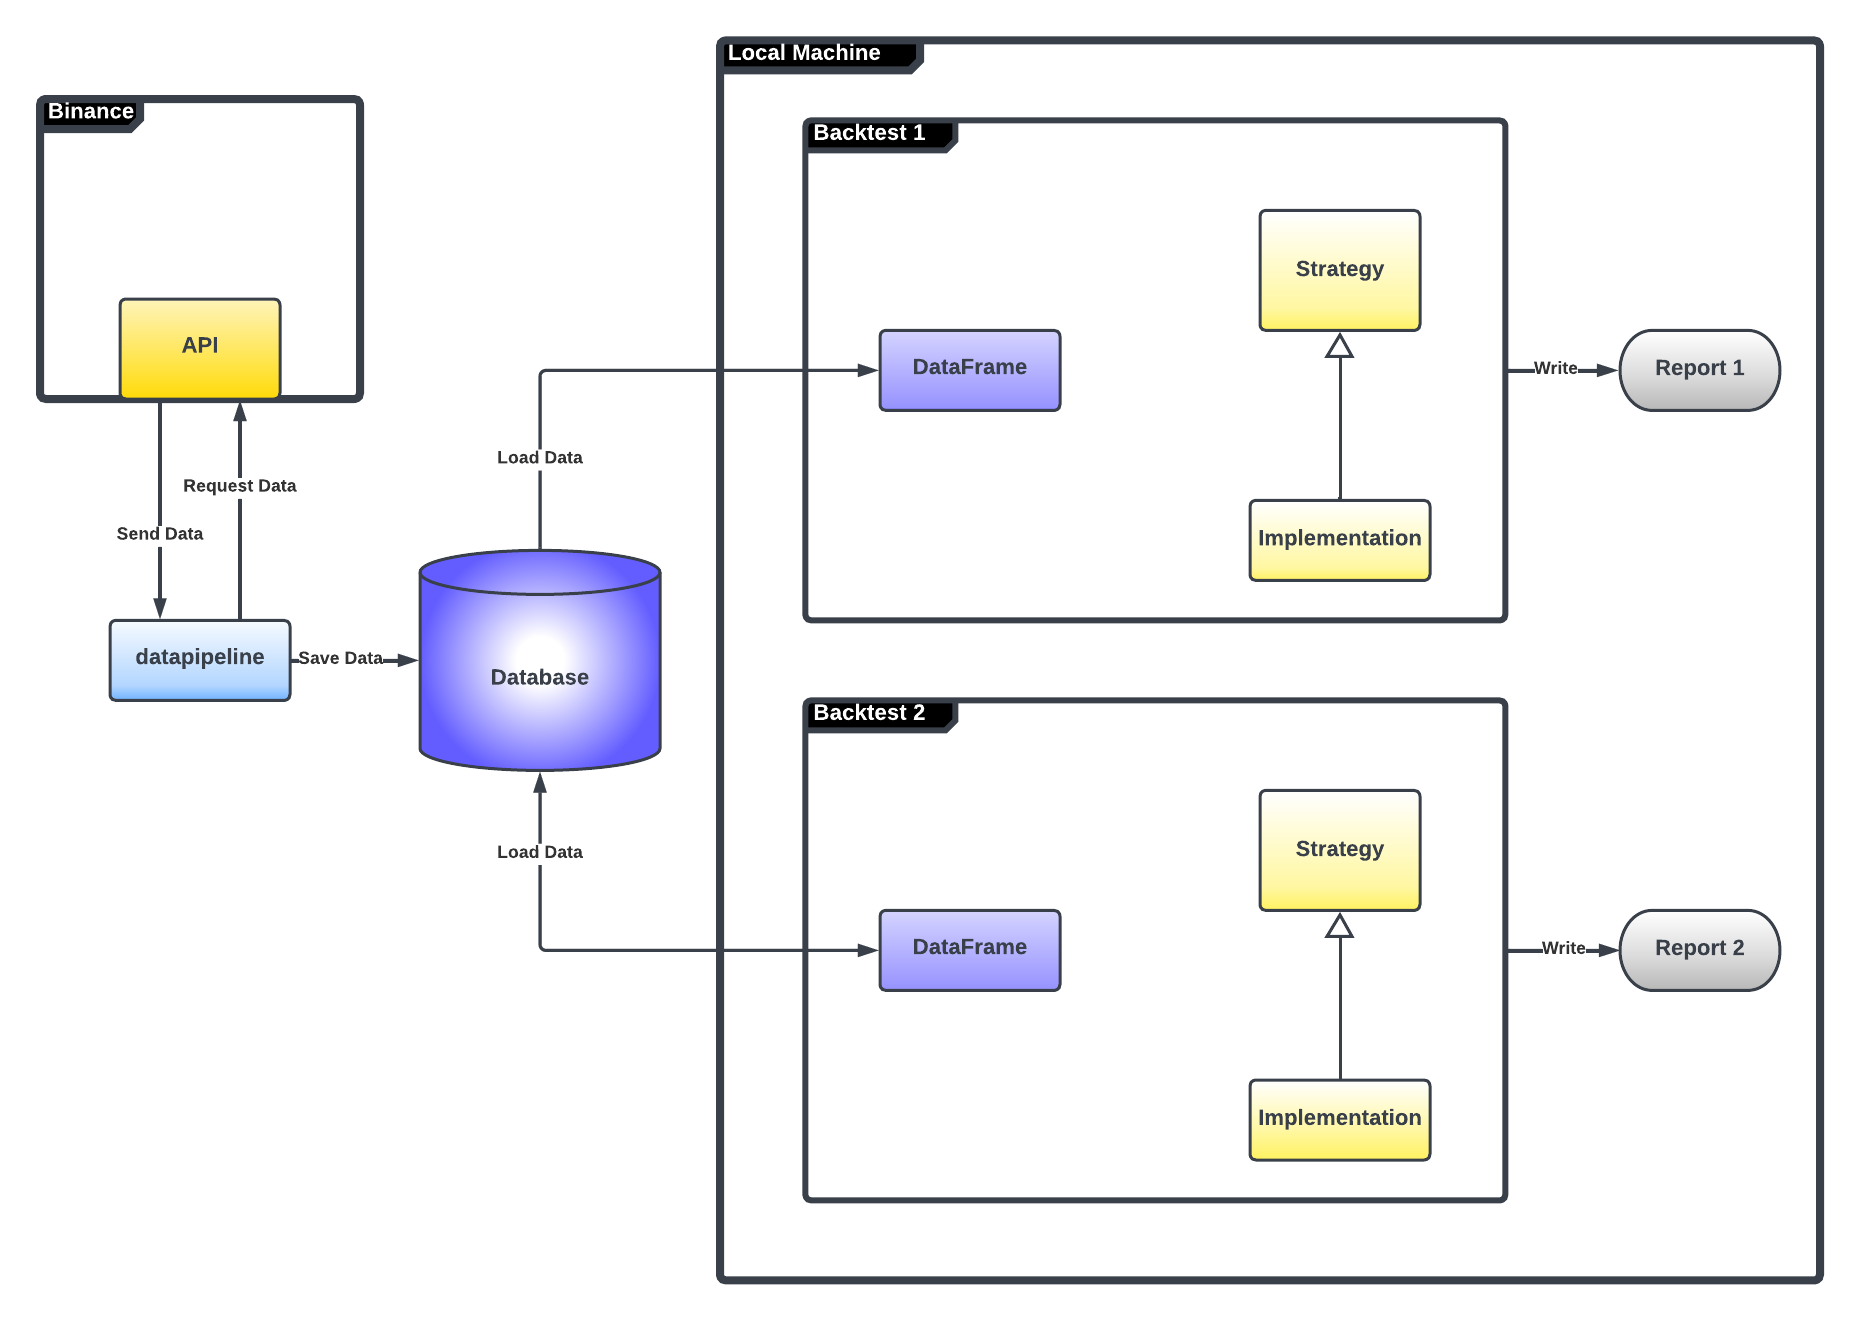 Local Machine
Binance
Backtest 1
Strategy
API
DataFrame
Write
Report 1
Load Data
Request Data
Send Data
Implementation
datapipeline
Save Data
Database
Backtest 2
Load Data
Strategy
DataFrame
Write
Report 2
Implementation